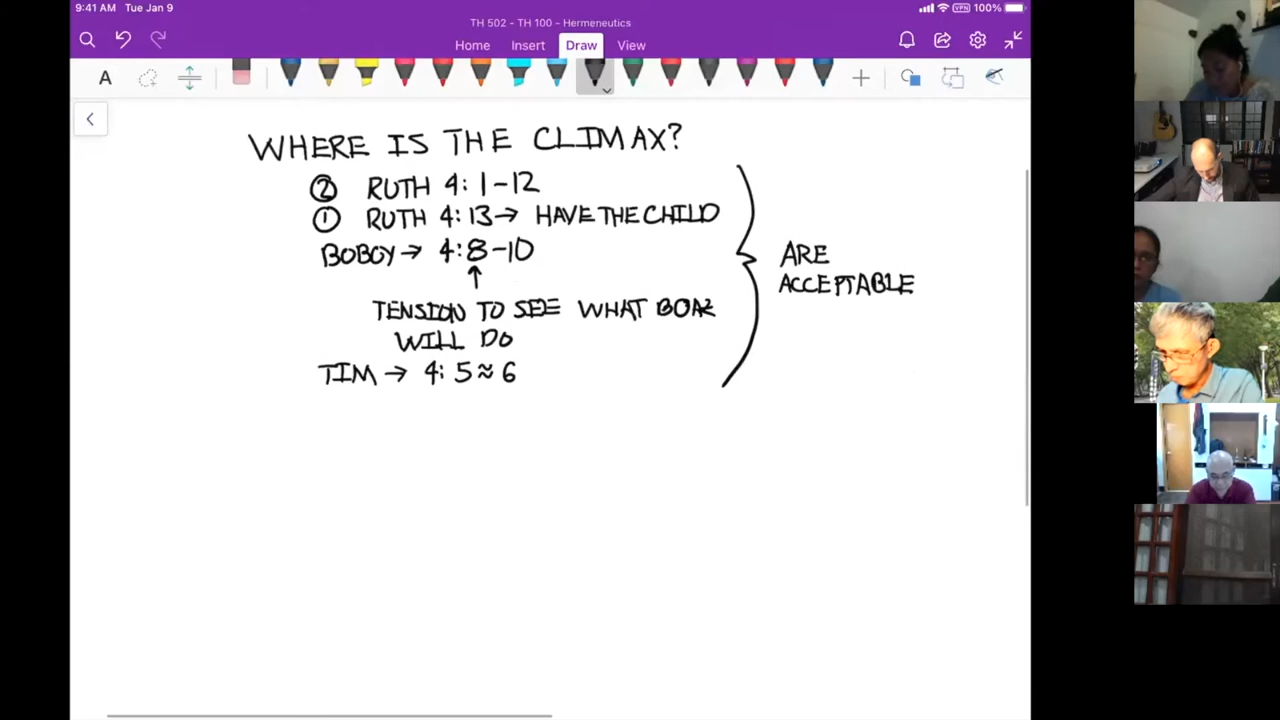 9:41 AM Tue Jan 9
VPN 100%
TH 502 - TH 100 - Hermeneutics
Home Insert Draw View
A
WHERE IS THE CLIMAX?
② RUTH 4: 1-12
① RUTH 4: 13→ HAVE THE CHILD
BOBOY → 4:8-10
↑
TENSION TO SEE WHAT BOAZ
WILL DO
TIM → 4: 5≈6
ARE
ACCEPTABLE